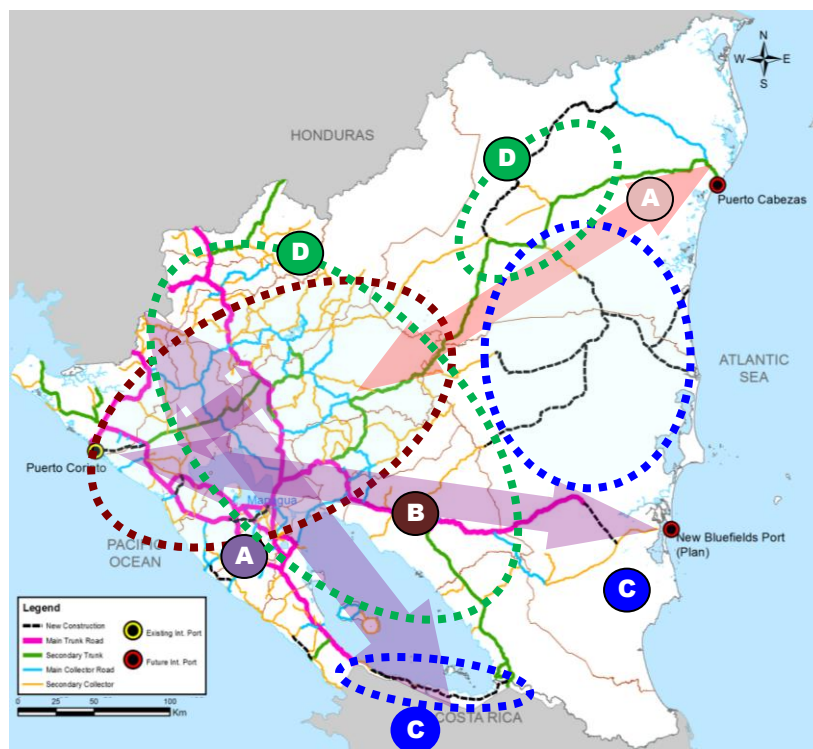 N
W E
S
HONDURAS
D
A
Puerto Cabezas
D
ATLANTIC
SEA
Puerto Corinto
Managua
B
New Bluefields Port
(Plan)
PACIFIC
OCEAN
A
C
Legend
New Construction
Main Trunk Road
Secondary Trunk
Main Collector Road
Secondary Collector
Existing Int. Port
Future Int. Port
0 25 50 100
Km
COSTA RICA
C